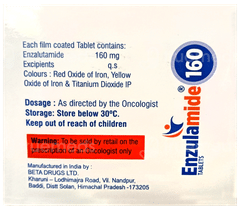 Each film coated Tablet contains:
Enzalutamide 160 mg
Excipients q.s.
Colours : Red Oxide of Iron, Yellow
Oxide of Iron & Titanium Dioxide IP
Dosage : As directed by the Oncologist
Storage: Store below 30°C.
Keep out of reach of children
Warning: To be sold by retail on the
prescription of an Oncologist only
Made in India by :
BETA DRUGS LTD.
Kharuni – Lodhimajra Road, Vil. Nandpur,
Baddi, Distt Solan, Himachal Pradesh -173205
Enzulamide® 160
TABLETS